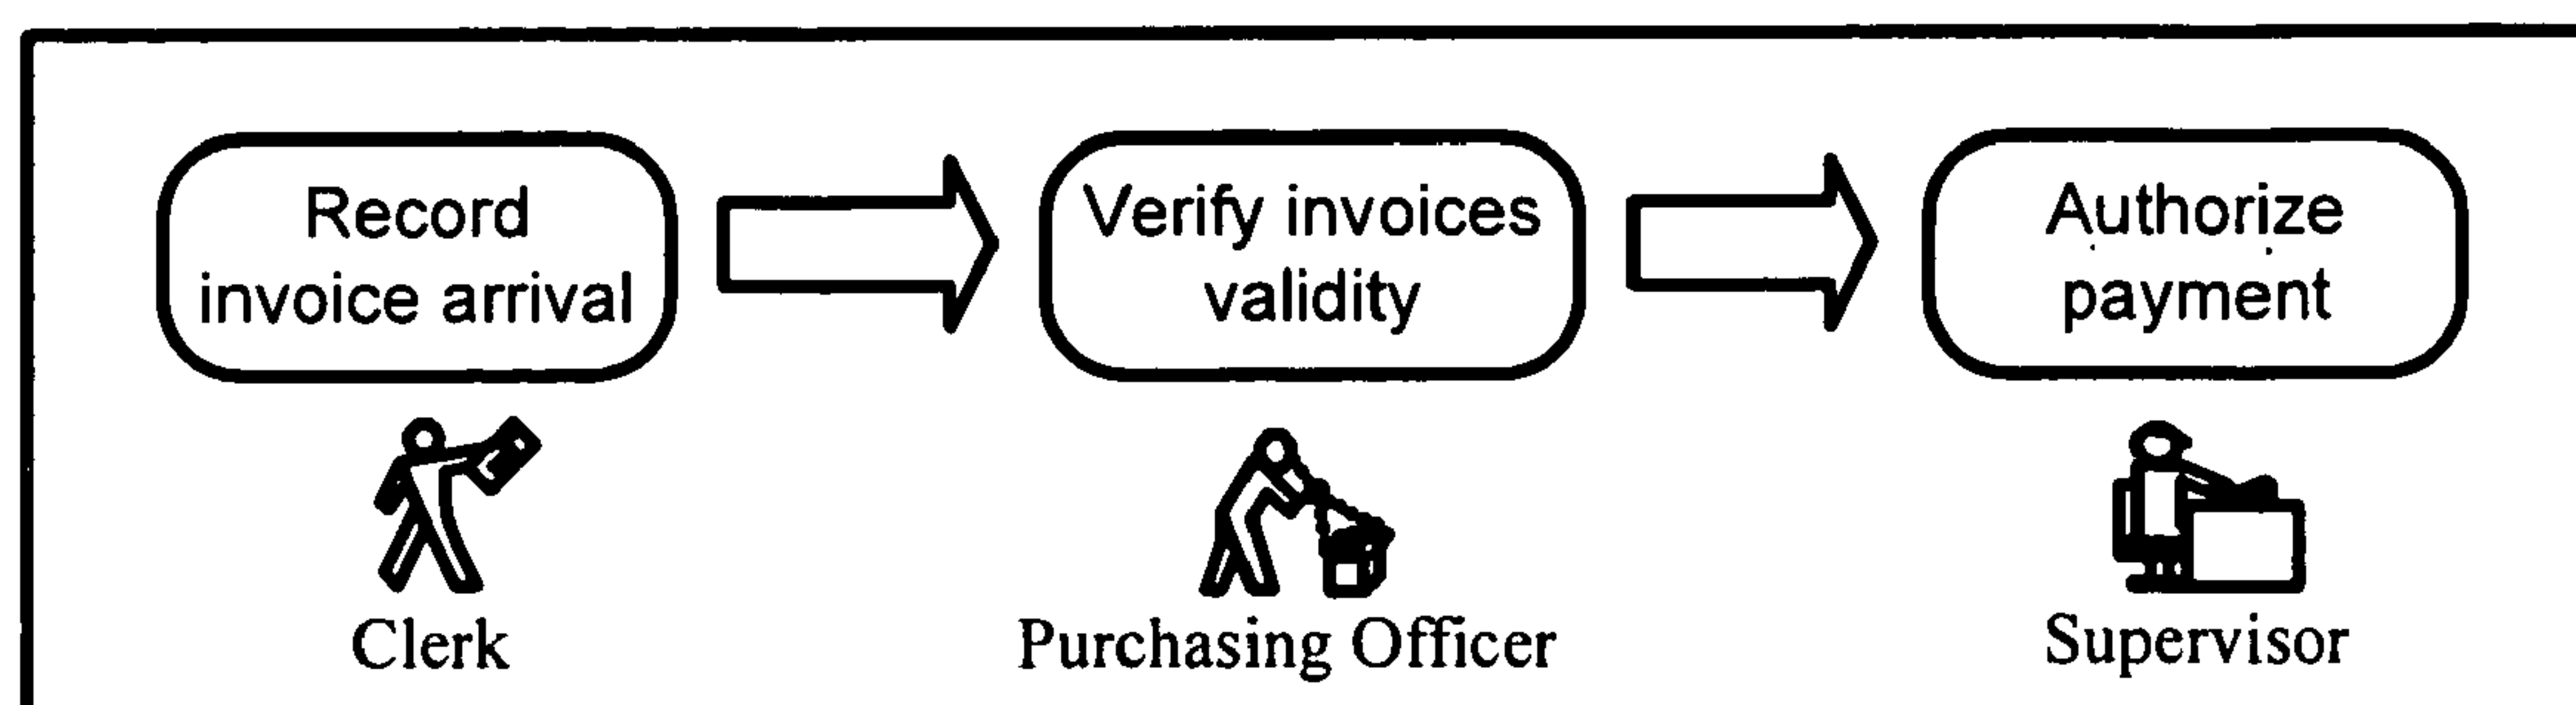 Record
invoice arrival
Verify invoices
validity
Authorize
payment
Clerk
Purchasing Officer
Supervisor